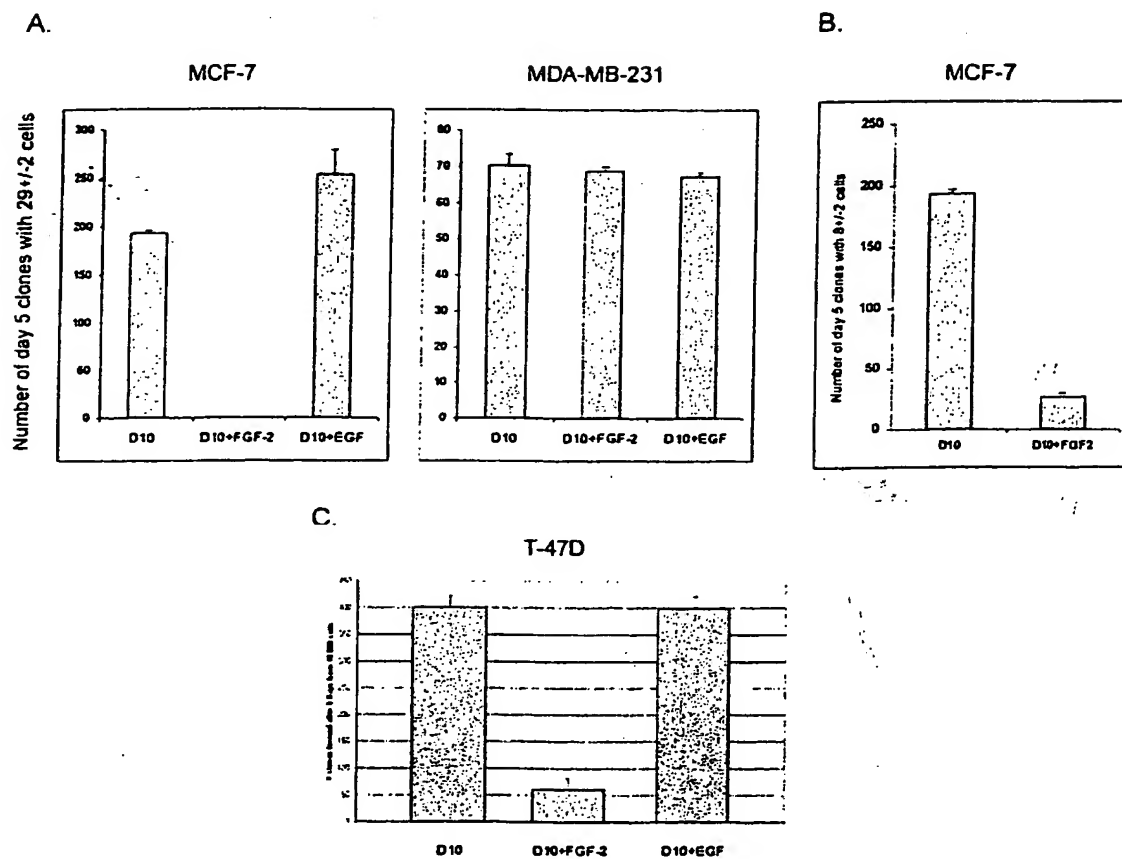 A.
B.
MCF-7
MDA-MB-231
MCF-7
Number of day 5 clones with 29+/-2 cells
300
250
200
150
100
50
0
D10
D10+FGF-2
D10+EGF
80
70
60
50
40
30
20
10
0
D10
D10+FGF-2
D10+EGF
Number of day 5 clones with 8+/-2 cells
250
200
150
100
50
0
D10
D10+FGF2
C.
T-47D
D10
D10+FGF-2
D10+EGF